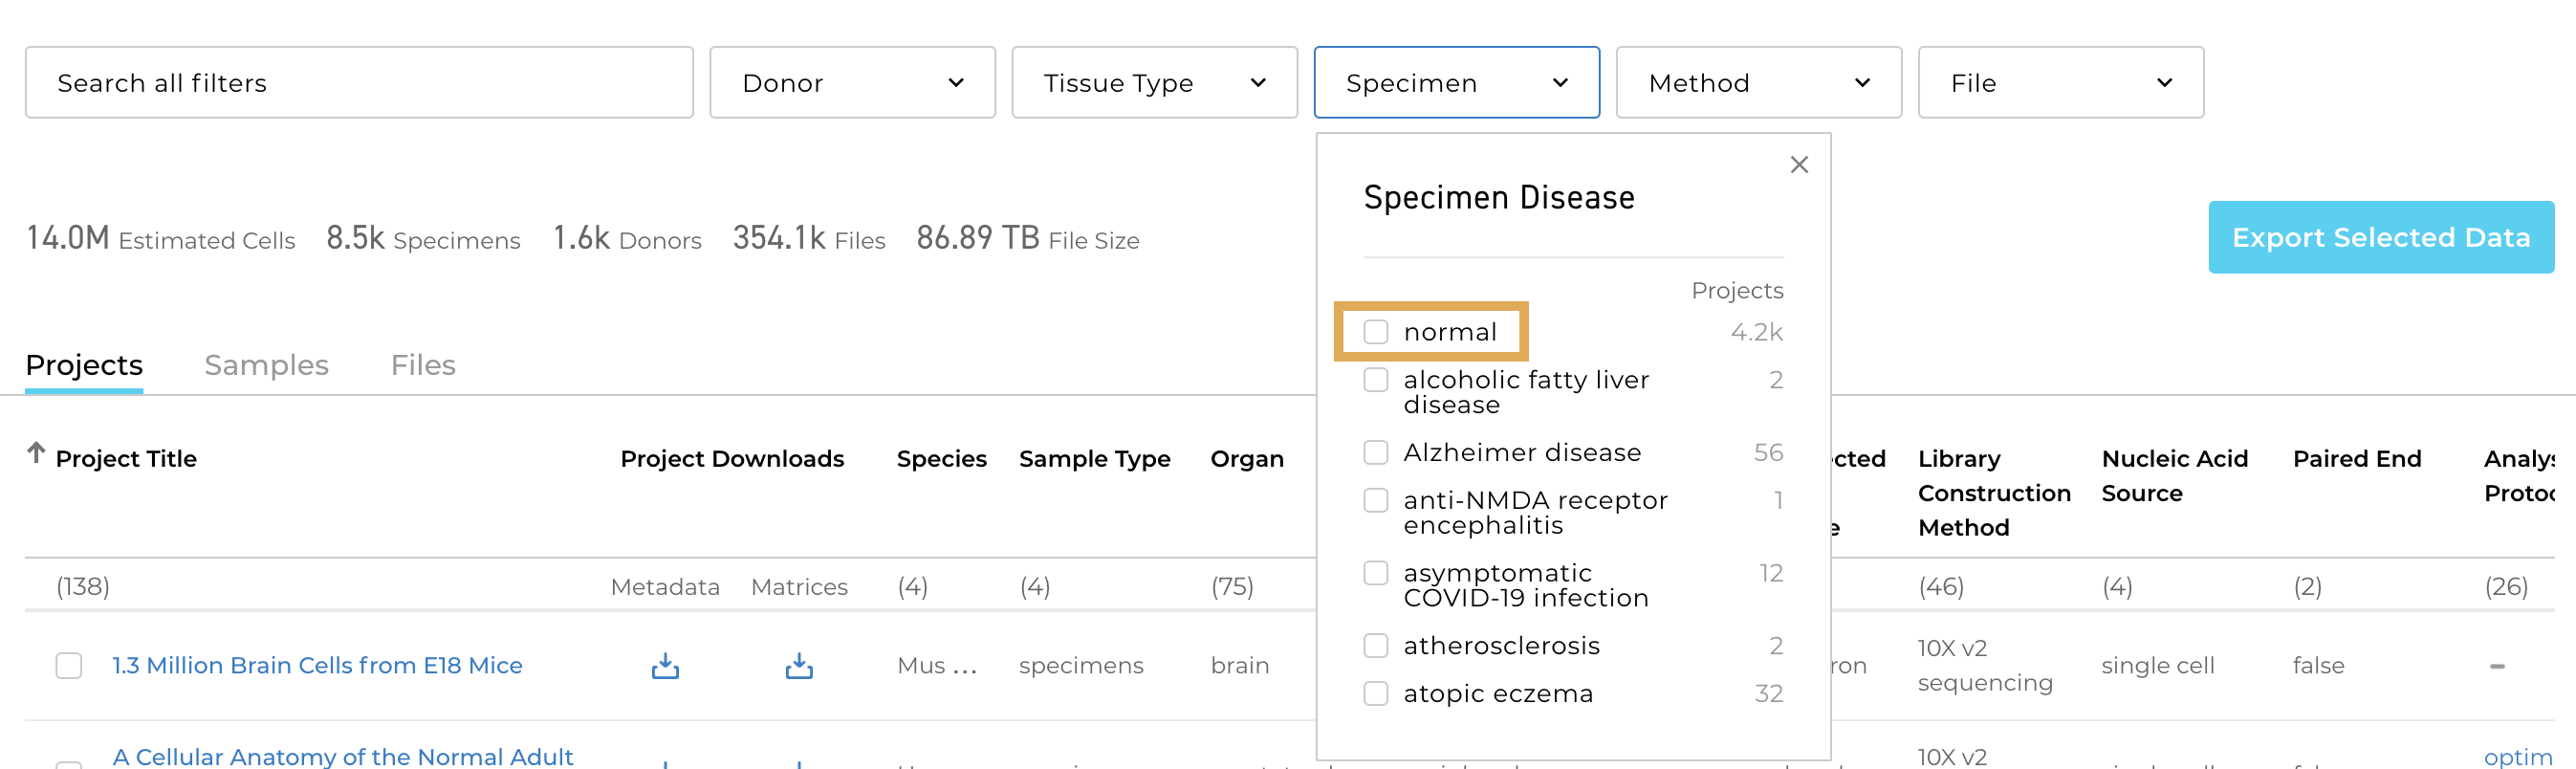 Search all filters
Donor
Tissue Type
Specimen
Method
File
Specimen Disease
14.0M Estimated Cells 8.5k Specimens 1.6k Donors 354.1k Files 86.89 TB File Size
Export Selected Data
Projects
normal 4.2k
alcoholic fatty liver 2
disease
Alzheimer disease 56
anti-NMDA receptor 1
encephalitis
asymptomatic 12
COVID-19 infection
atherosclerosis 2
atopic eczema 32
Projects Samples Files
Project Title
Project Downloads
Species
Sample Type
Organ
cted
e
Library
Construction
Method
Nucleic Acid
Source
Paired End
Analys
Protoc
(138) Metadata Matrices (4) (4) (75) (46) (4) (2) (26)
1.3 Million Brain Cells from E18 Mice
Mus ...
specimens
brain
ron
10X v2
sequencing
single cell
false
-
A Cellular Anatomy of the Normal Adult
10X v2
optim